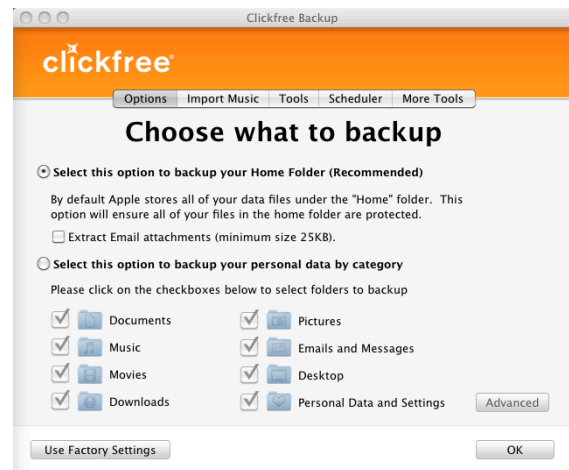 Clickfree Backup
clickfree®
Options Import Music Tools Scheduler More Tools
Choose what to backup
Select this option to backup your Home Folder (Recommended)
By default Apple stores all of your data files under the "Home" folder. This
option will ensure all of your files in the home folder are protected.
Extract Email attachments (minimum size 25KB).
Select this option to backup your personal data by category
Please click on the checkboxes below to select folders to backup
Documents Pictures
Music Emails and Messages
Movies Desktop
Downloads Personal Data and Settings Advanced
Use Factory Settings OK